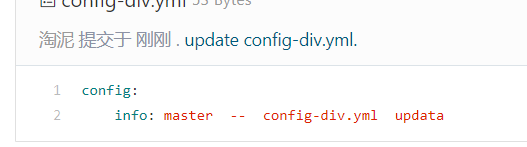 config-div.yml 53 Bytes
淘泥 提交于 刚刚 . update config-div.yml.
1 config:
2 info: master -- config-div.yml updata